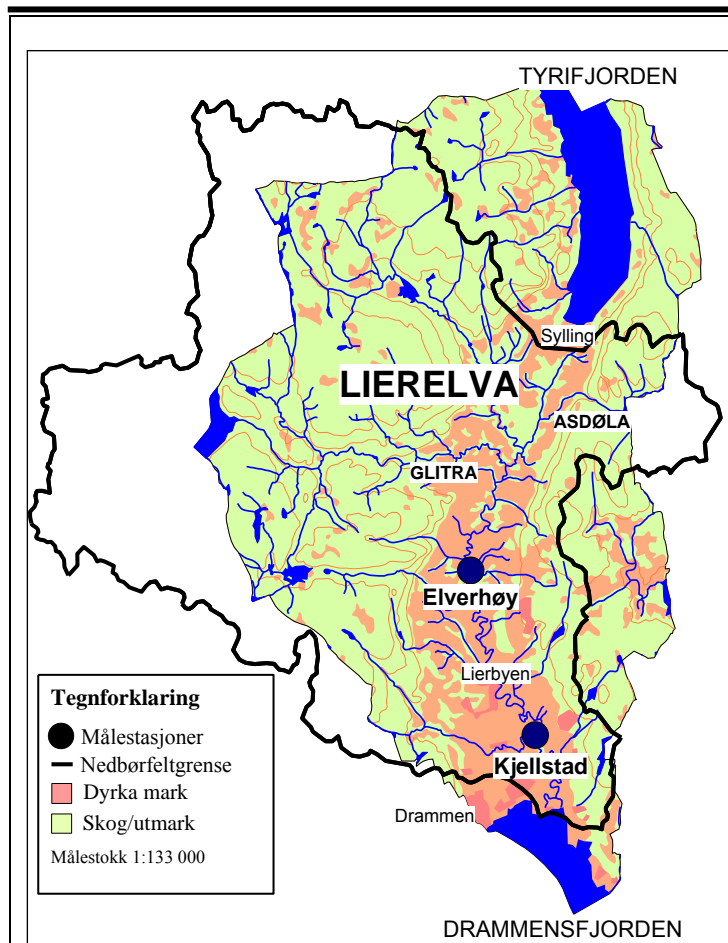 TYRIFJORDEN
Sylling
LIERELVA
ASDØLA
GLITRA
Elverhøy
Lierbyen
Tegnforklaring
Målestasjoner
Kjellstad
Nedbørfeltgrense
Dyrka mark
Drammen
Skog/utmark
Målestokk 1:133 000
DRAMMENSFJORDEN